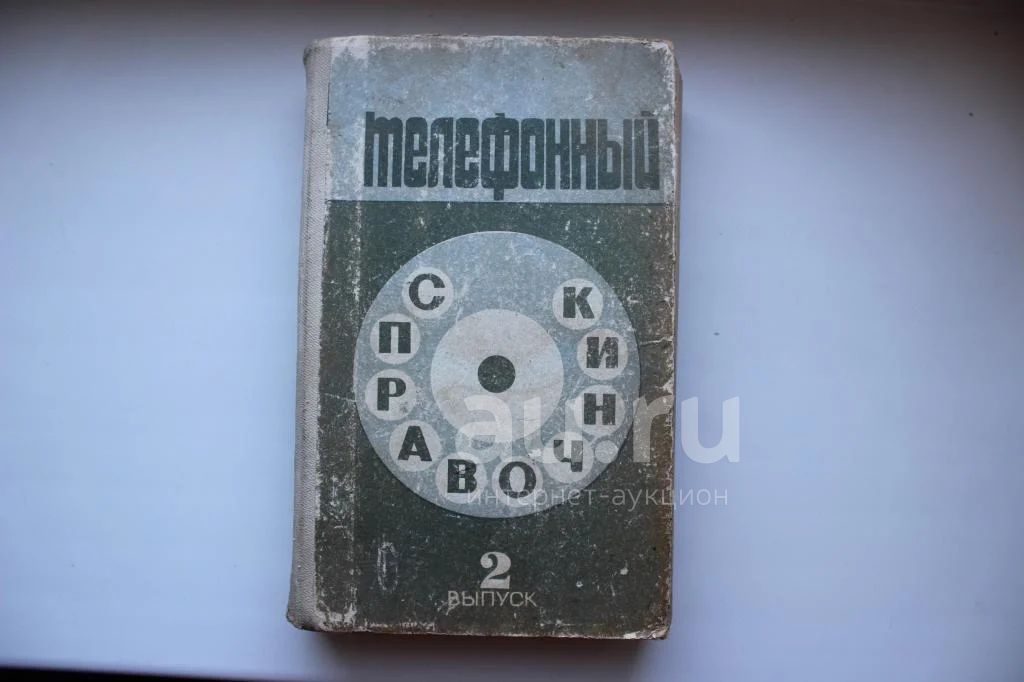 телефонный
СПРАВОЧНИК
au.ru
интернет-аукцион
2
ВЫПУСК